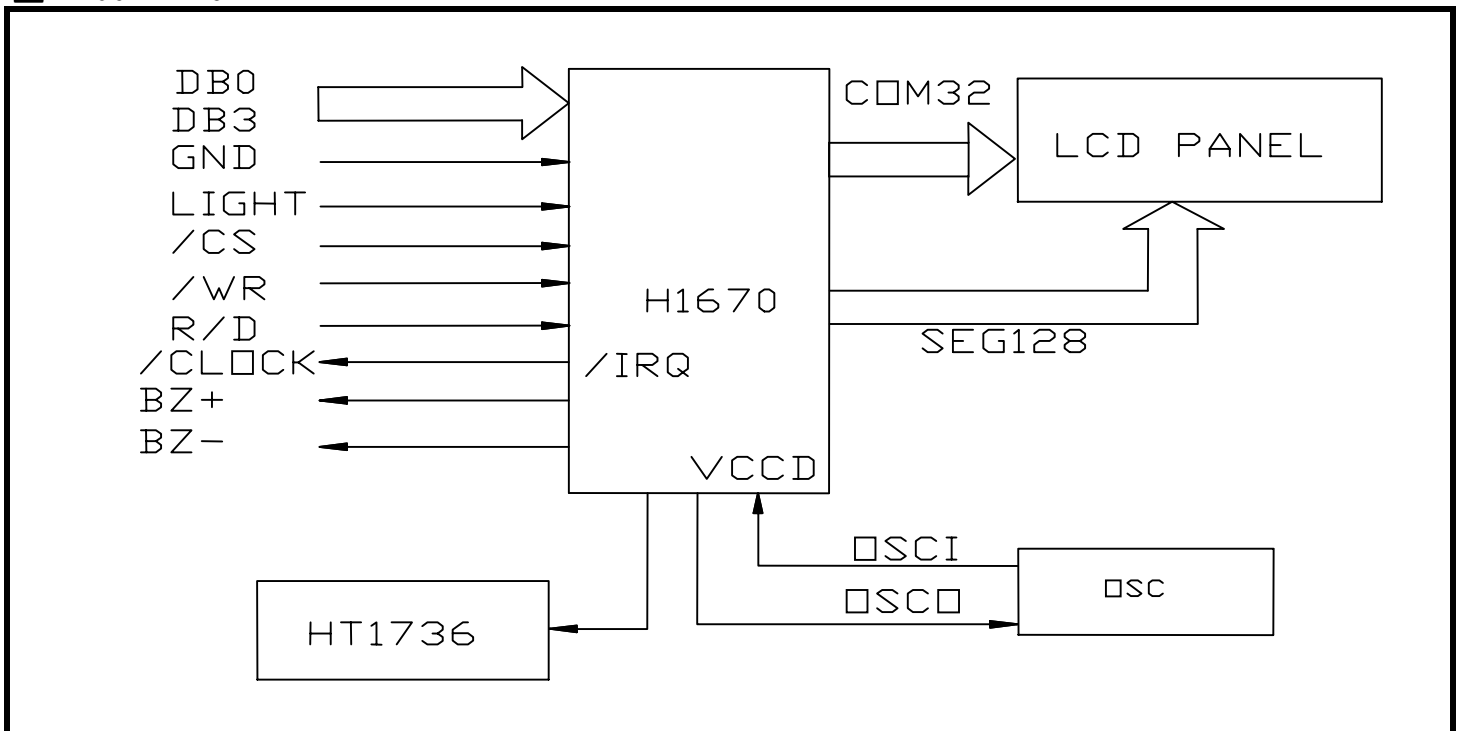 DB0
DB3
GND
LIGHT
/CS
/WR
R/D
/CLOCK
BZ+
BZ-
H1670
/IRQ
VCCD
COM32
LCD PANEL
SEG128
OSCI
OSCO
OSC
HT1736